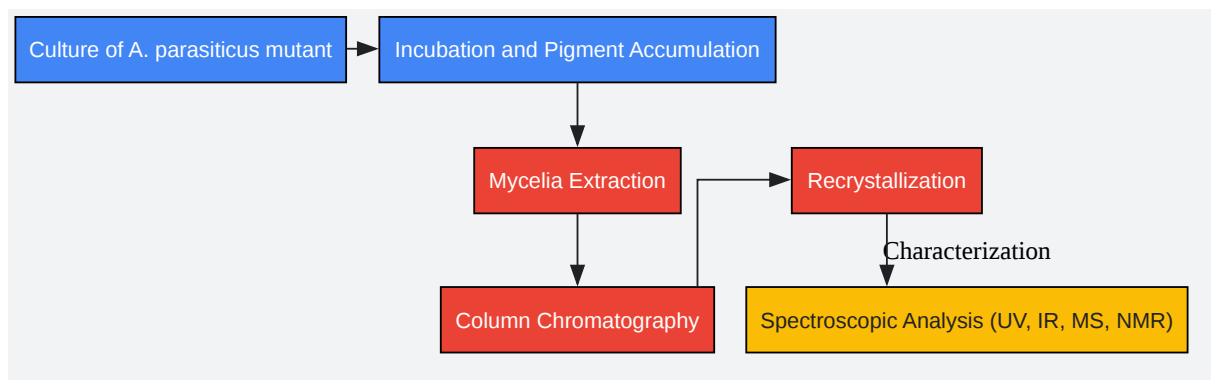 Culture of A. parasiticus mutant
Incubation and Pigment Accumulation
Mycelia Extraction
Recrystallization
Characterization
Column Chromatography
Spectroscopic Analysis (UV, IR, MS, NMR)